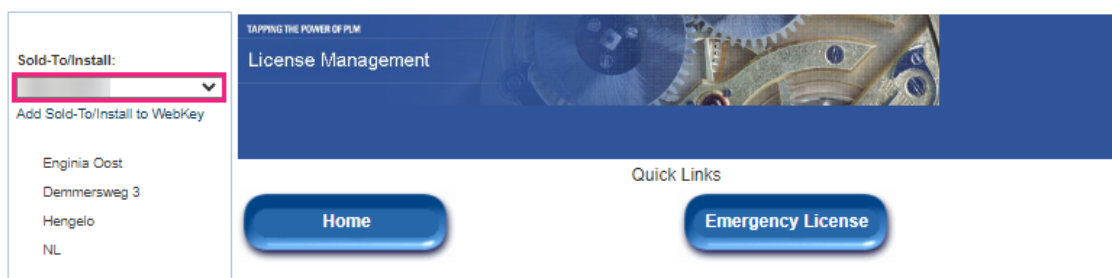 Sold-To/Install:
Add Sold-To/Install to WebKey
Enginia Oost
Demmersweg 3
Hengelo
NL
TAPPING THE POWER OF PLM
License Management
Quick Links
Home
Emergency License